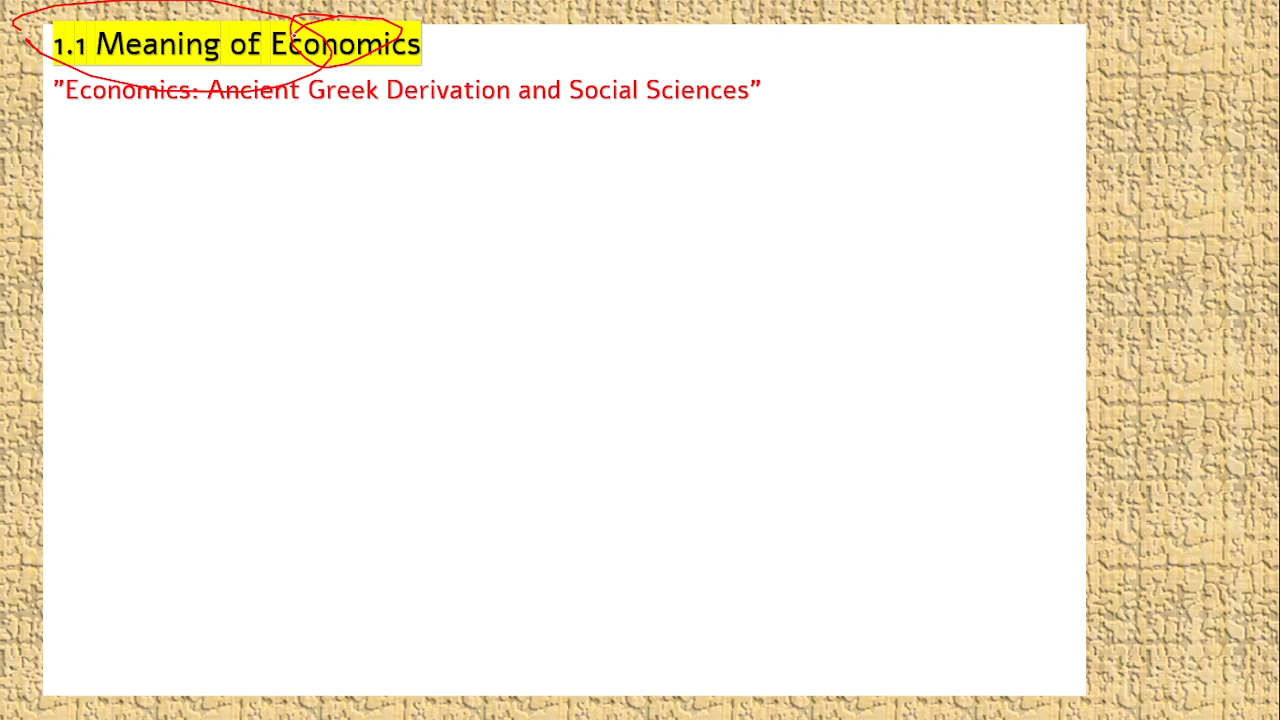 1.1 Meaning of Economics
”Economics: Ancient Greek Derivation and Social Sciences”